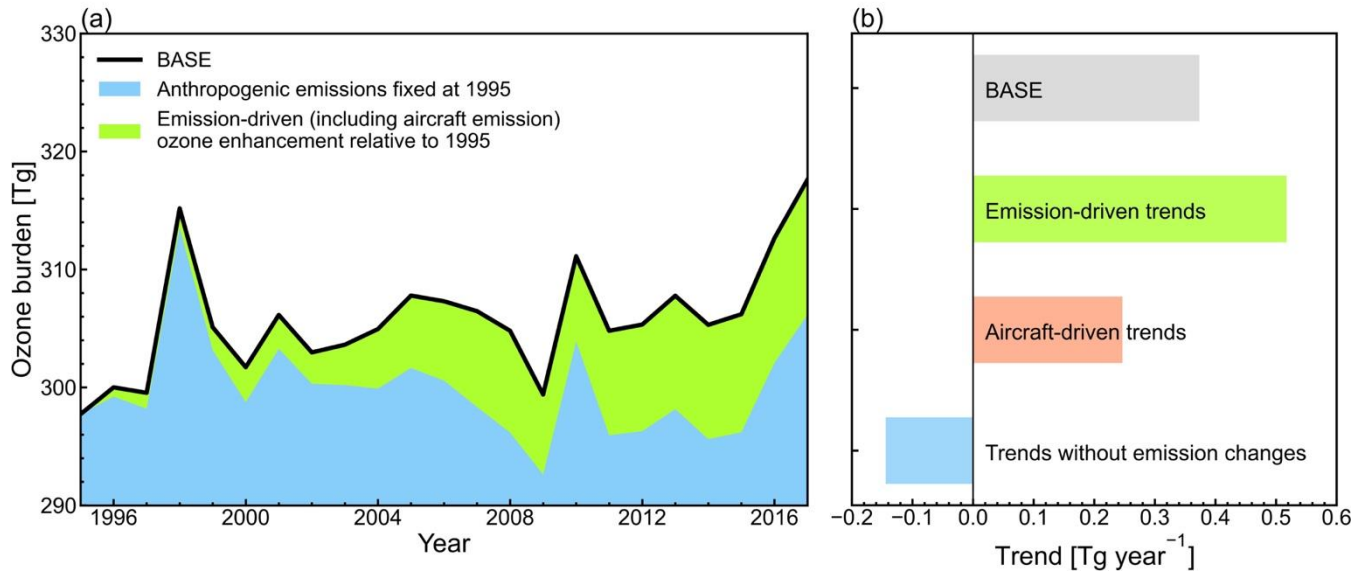 (a)
330
320
310
300
290
Ozone burden [Tg]
BASE
Anthropogenic emissions fixed at 1995
Emission-driven (including aircraft emission)
ozone enhancement relative to 1995
1996 2000 2004 2008 2012 2016
Year
(b)
BASE
Emission-driven trends
Aircraft-driven trends
Trends without emission changes
−0.2 −0.1 0.0 0.1 0.2 0.3 0.4 0.5 0.6
Trend [Tg year⁻¹]